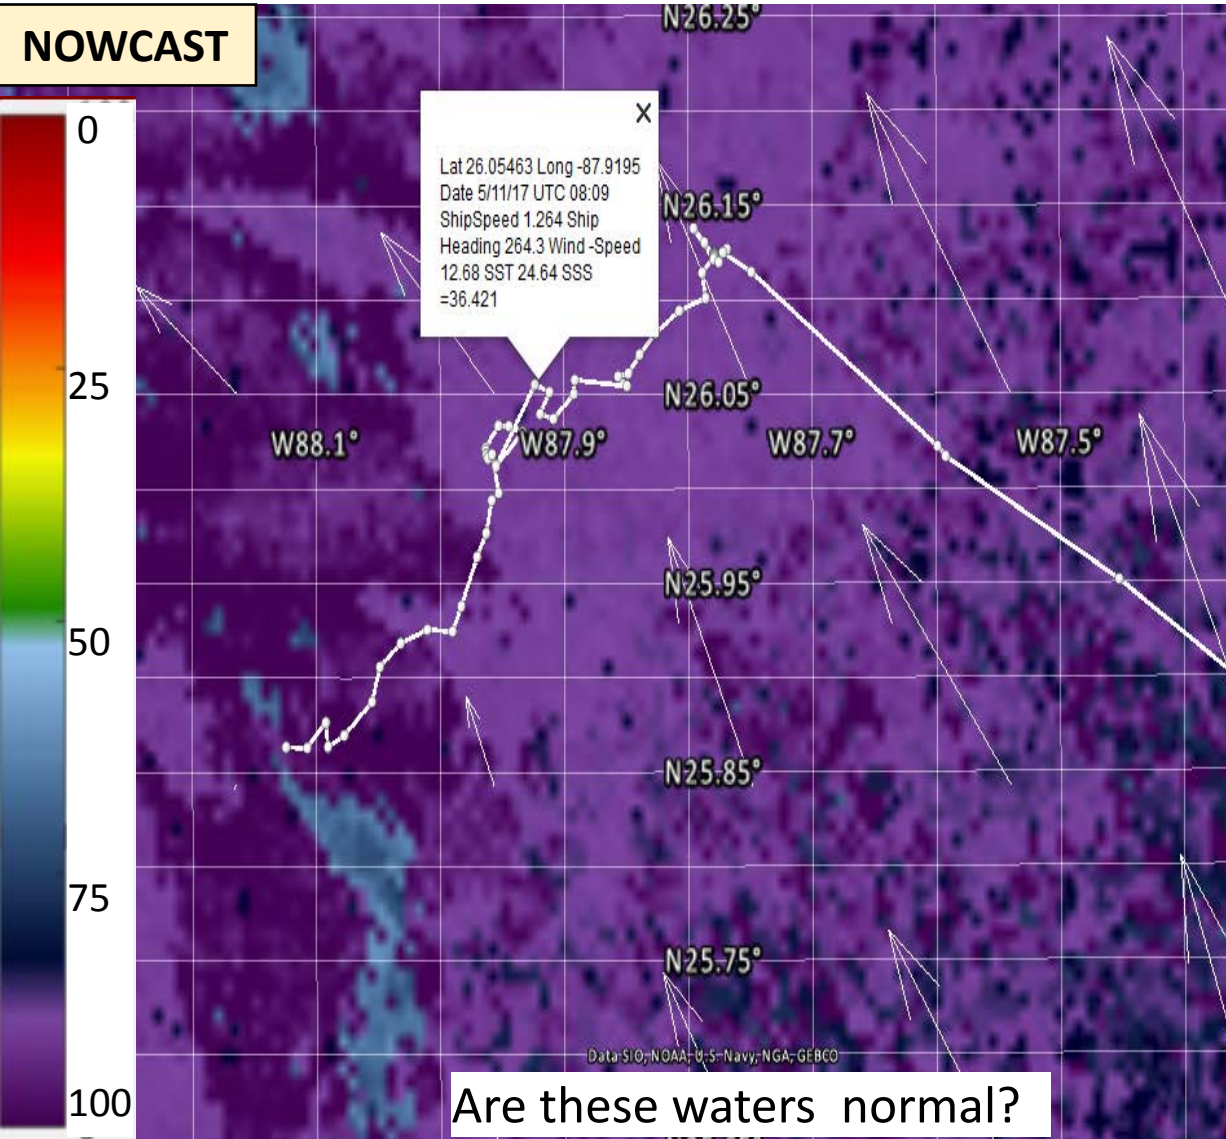 NOWCAST
0
25
50
75
100
N26.25°
X
Lat 26.05463 Long -87.9195
Date 5/11/17 UTC 08:09
ShipSpeed 1.264 Ship
Heading 264.3 Wind -Speed
12.68 SST 24.64 SSS
=36.421
N26.15°
N26.05°
W88.1°
W87.9°
W87.7°
W87.5°
N25.95°
N25.85°
N25.75°
Data SIO, NOAA, U.S. Navy, NGA, GEBCO
Are these waters  normal?